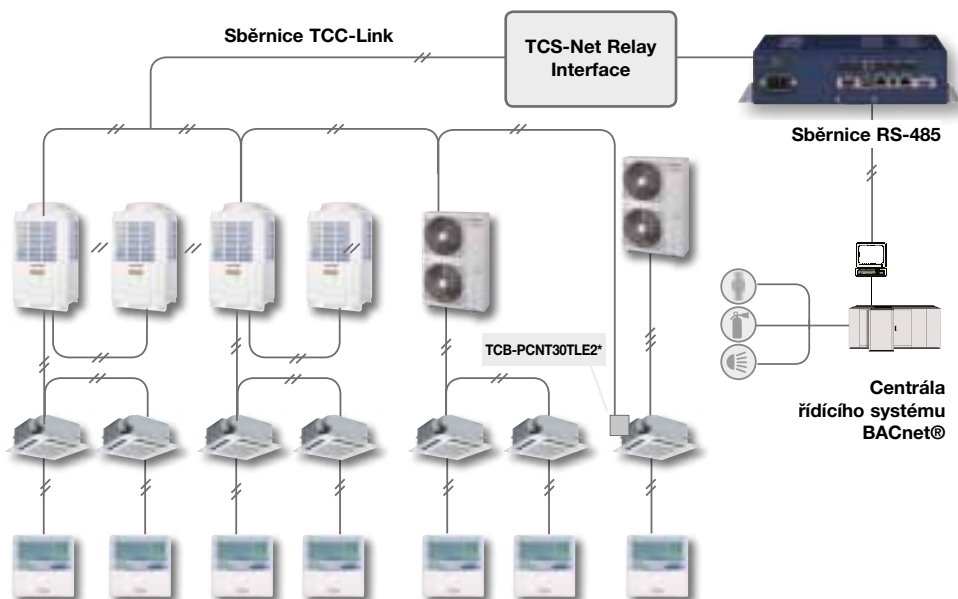 Sběrnice TCC-Link
TCS-Net Relay
Interface
Sběrnice RS-485
TCB-PCNT30TLE2*
Centrála
řídícího systému
BACnet®